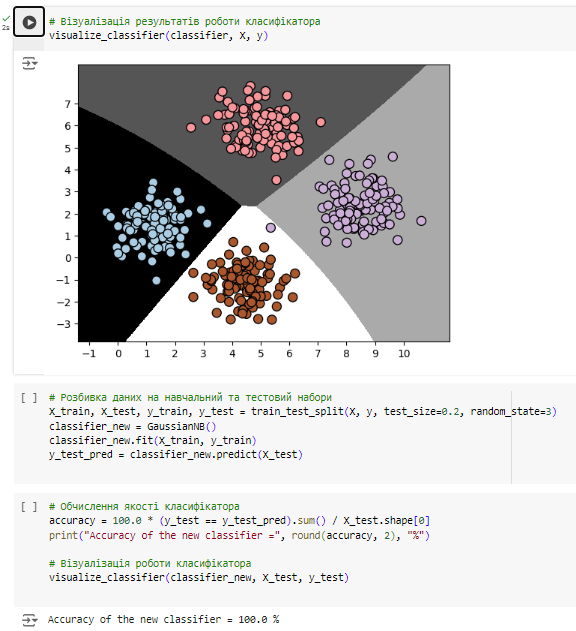 2s
# Візуалізація результатів роботи класифікатора
visualize_classifier(classifier, X, y)
7
6
5
4
3
2
1
0
−1
−2
−3
−1 0 1 2 3 4 5 6 7 8 9 10
[ ] # Розбивка даних на навчальний та тестовий набори
X_train, X_test, y_train, y_test = train_test_split(X, y, test_size=0.2, random_state=3)
classifier_new = GaussianNB()
classifier_new.fit(X_train, y_train)
y_test_pred = classifier_new.predict(X_test)
[ ] # Обчислення якості класифікатора
accuracy = 100.0 * (y_test == y_test_pred).sum() / X_test.shape[0]
print("Accuracy of the new classifier =", round(accuracy, 2), "%")
# Візуалізація роботи класифікатора
visualize_classifier(classifier_new, X_test, y_test)
Accuracy of the new classifier = 100.0 %